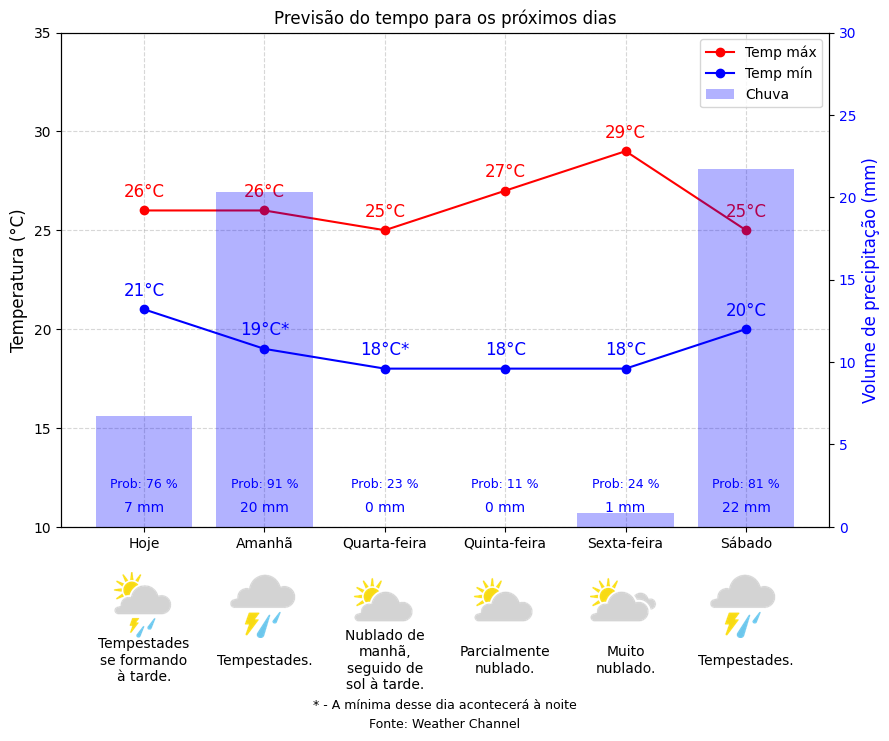 Previsão do tempo para os próximos dias
Temp máx
Temp mín
Chuva
Temperatura (°C)
Volume de precipitação (mm)
35
30
25
20
15
10
30
25
20
15
10
5
0
26°C
26°C
25°C
27°C
29°C
25°C
21°C
19°C*
18°C*
18°C
18°C
20°C
Prob: 76 %
Prob: 91 %
Prob: 23 %
Prob: 11 %
Prob: 24 %
Prob: 81 %
7 mm
20 mm
0 mm
0 mm
1 mm
22 mm
Hoje
Amanhã
Quarta-feira
Quinta-feira
Sexta-feira
Sábado
Tempestades
se formando
à tarde.
Tempestades.
Nublado de
manhã,
seguido de
sol à tarde.
Parcialmente
nublado.
Muito
nublado.
Tempestades.
* - A mínima desse dia acontecerá à noite
Fonte: Weather Channel